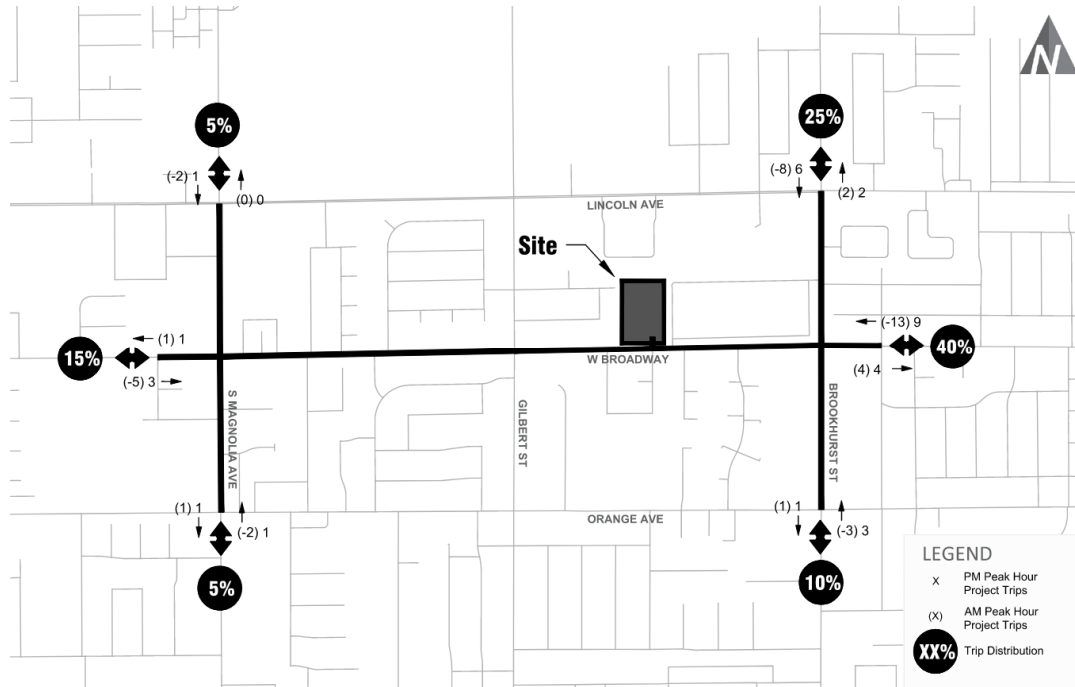 N
5%
25%
(-2) 1
(0) 0
(-8) 6
(2) 2
LINCOLN AVE
Site
(1) 1
15%
(-5) 3
W BROADWAY
(-13) 9
40%
(4) 4
S MAGNOLIA AVE
GILBERT ST
BROOKHURST ST
(1) 1
(-2) 1
ORANGE AVE
(1) 1
(-3) 3
5%
10%
LEGEND
X PM Peak Hour
Project Trips
(X) AM Peak Hour
Project Trips
XX% Trip Distribution